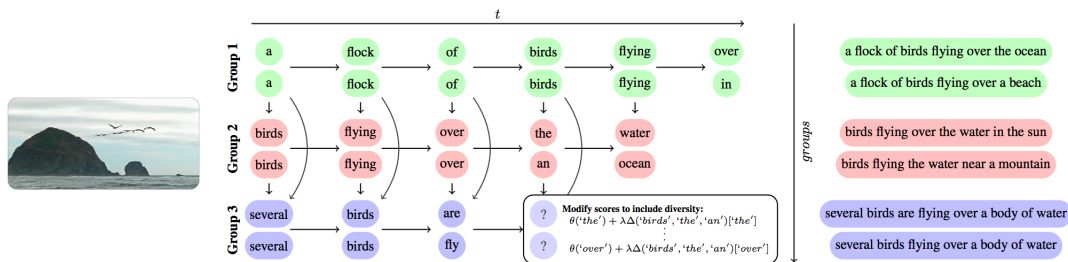 t
Group 1
a flock of birds flying over
a flock of birds flying in
Group 2
birds flying over the water
birds flying over an ocean
Group 3
several birds are ?
several birds fly ?
Modify scores to include diversity:
θ(‘the’) + λΔ(‘birds’, ‘the’, ‘an’)[‘the’]
⋮
θ(‘over’) + λΔ(‘birds’, ‘the’, ‘an’)[‘over’]
groups
a flock of birds flying over the ocean
a flock of birds flying over a beach
birds flying over the water in the sun
birds flying the water near a mountain
several birds are flying over a body of water
several birds flying over a body of water